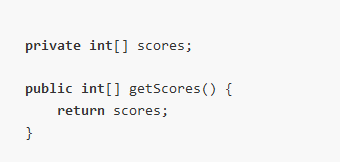 private int[] scores;
public int[] getScores() {
    return scores;
}